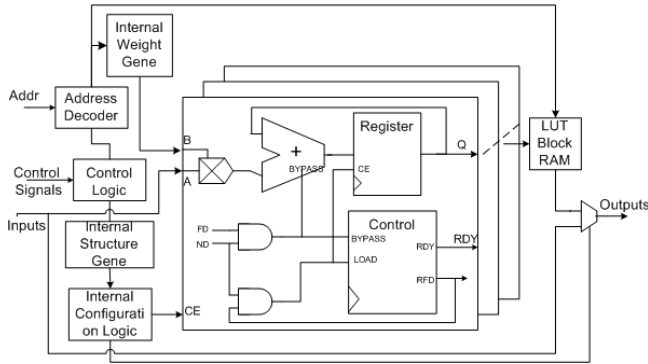 Internal
Weight
Gene
Addr
Address
Decoder
Control
Signals
Control
Logic
Inputs
Internal
Structure
Gene
Internal
Configurati
on Logic
CE
B
A
+
BYPASS
Register
CE
Q
FD
ND
Control
BYPASS
LOAD
RDY
RFD
RDY
LUT
Block
RAM
Outputs